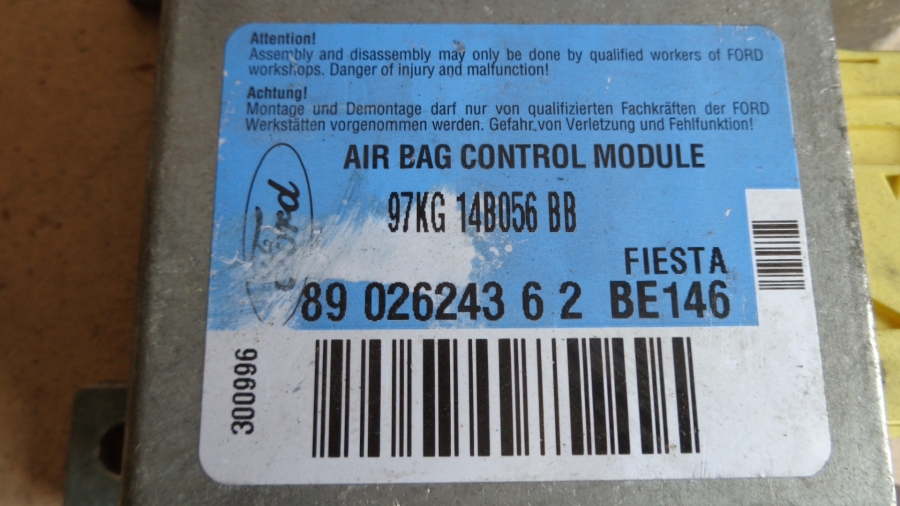 Attention!
Assembly and disassembly may only be done by qualified workers of FORD
workshops. Danger of injury and malfunction!
Achtung!
Montage und Demontage darf nur von qualifizierten Fachkräften der FORD
Werkstätten vorgenommen werden. Gefahr von Verletzung und Fehlfunktion!
AIR BAG CONTROL MODULE
Ford
97KG 14B056 BB
FIESTA
89 026243 6 2 BE146
300996